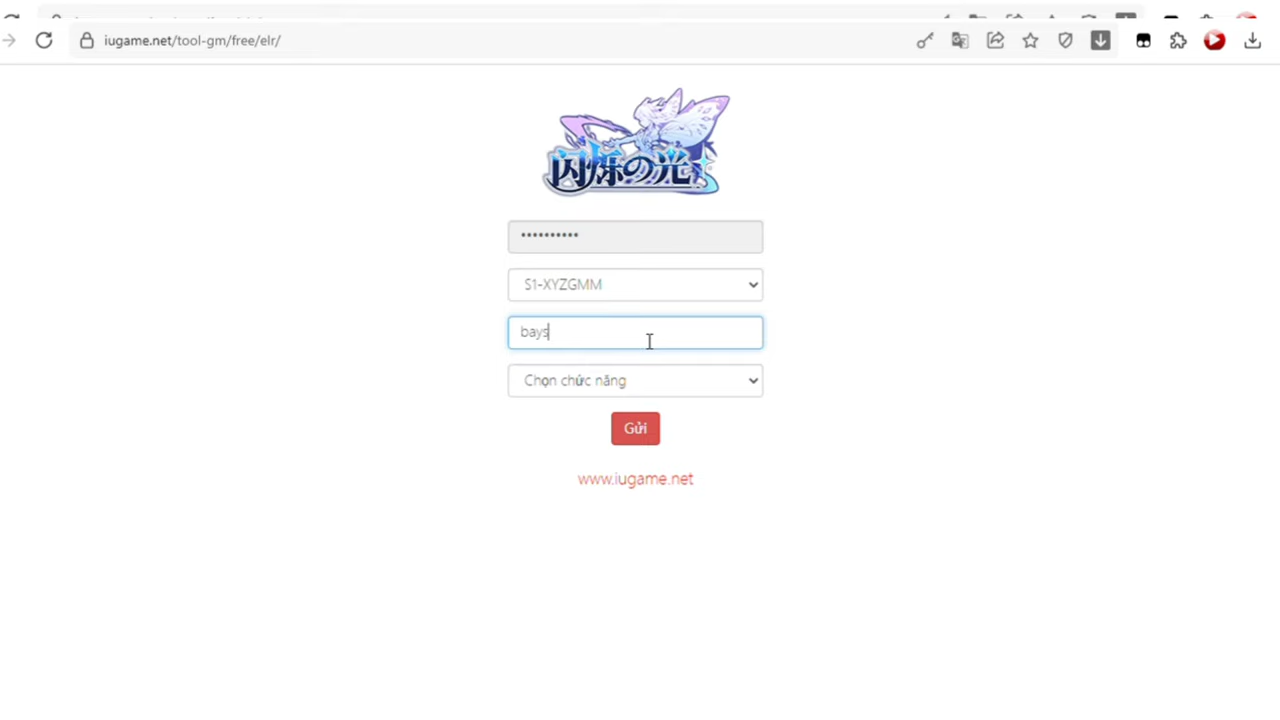 iugame.net/tool-gm/free/elr/
闪烁の光
••••••••••
S1-XYZGMM
bays
Chọn chức năng
Gửi
www.iugame.net